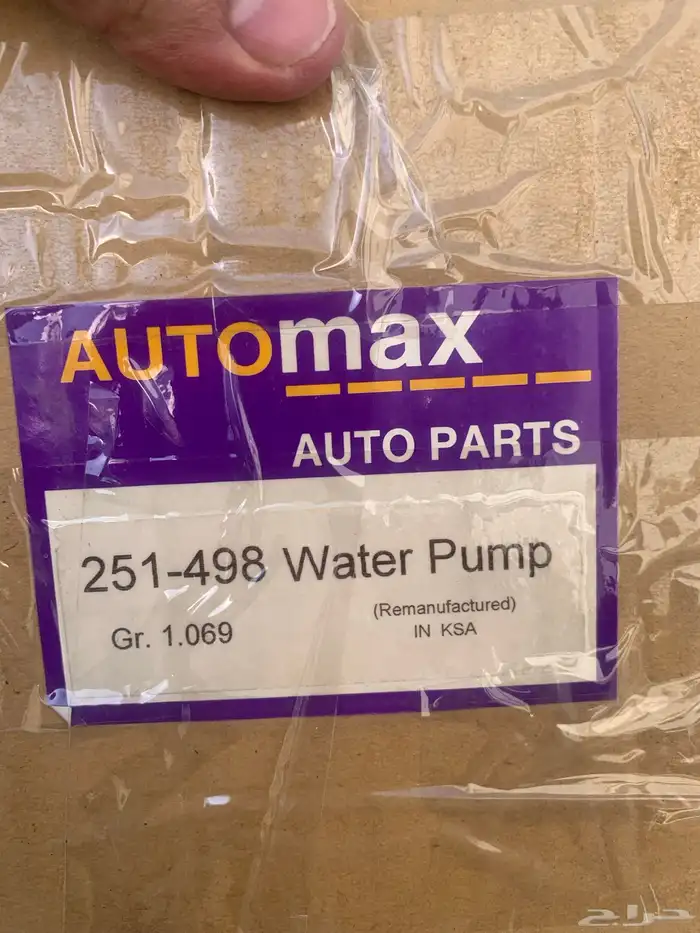 AUTOmax
AUTO PARTS
251-498 Water Pump
Gr. 1.069
(Remanufactured)
IN KSA
حراج